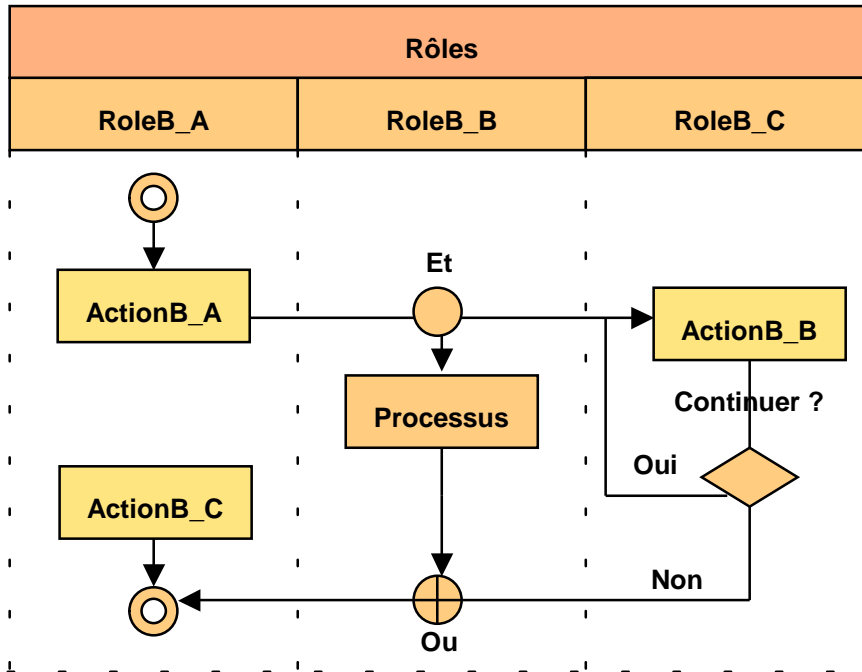 Rôles
RoleB_A
RoleB_B
RoleB_C
Et
ActionB_A
ActionB_B
Continuer ?
Processus
Oui
ActionB_C
Non
Ou